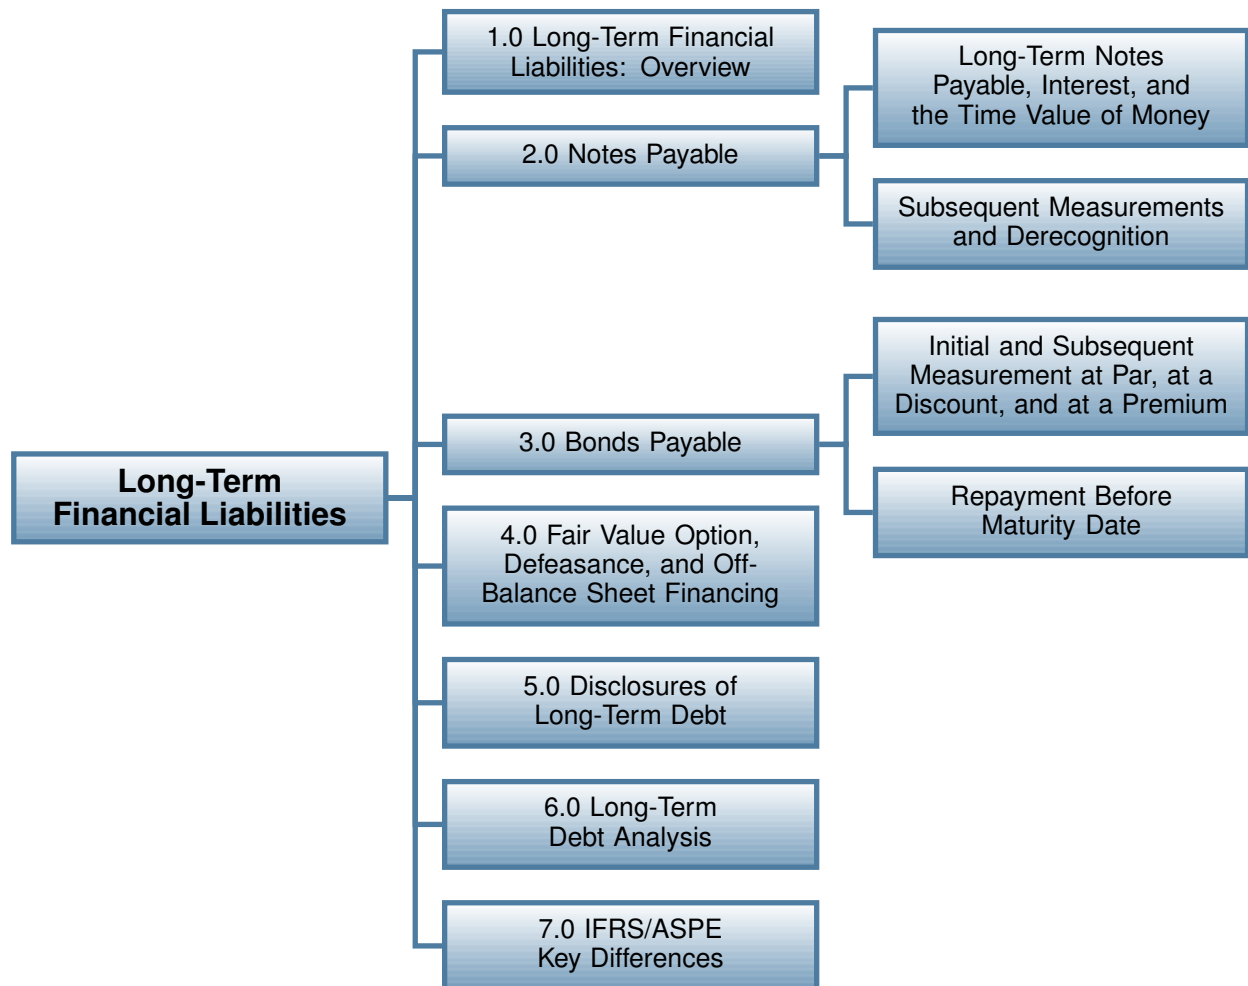 Long-Term
Financial Liabilities
1.0 Long-Term Financial
Liabilities: Overview
2.0 Notes Payable
Long-Term Notes
Payable, Interest, and
the Time Value of Money
Subsequent Measurements
and Derecognition
3.0 Bonds Payable
Initial and Subsequent
Measurement at Par, at a
Discount, and at a Premium
Repayment Before
Maturity Date
4.0 Fair Value Option,
Defeasance, and Off-
Balance Sheet Financing
5.0 Disclosures of
Long-Term Debt
6.0 Long-Term
Debt Analysis
7.0 IFRS/ASPE
Key Differences